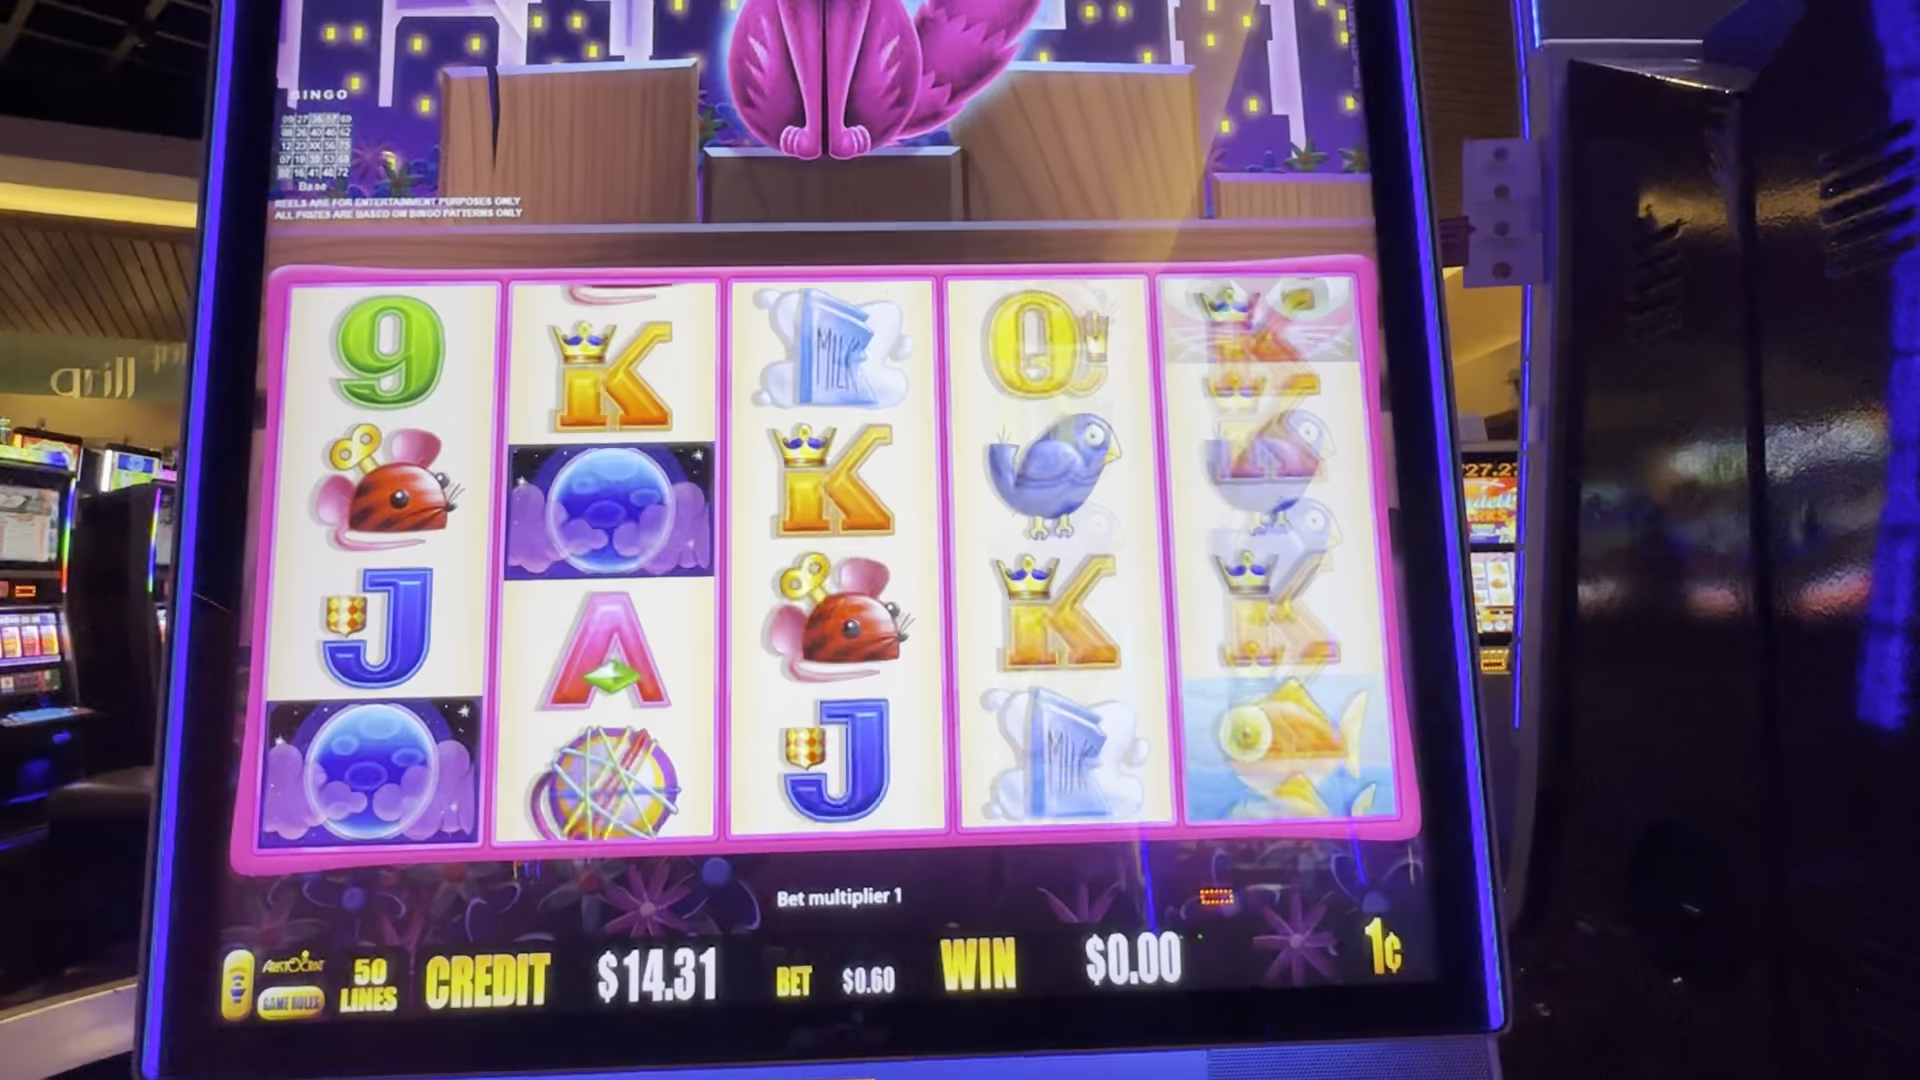 BINGO
Base
REELS ARE FOR ENTERTAINMENT PURPOSES ONLY
ALL PRIZES ARE BASED ON BINGO PATTERNS ONLY
grill
9
K
MILK
Q
K
K
K
J
A
K
K
J
MILK
Bet multiplier 1
ARISTOCRAT
GAME RULES
50
LINES
CREDIT
$14.31
BET
$0.60
WIN
$0.00
1¢